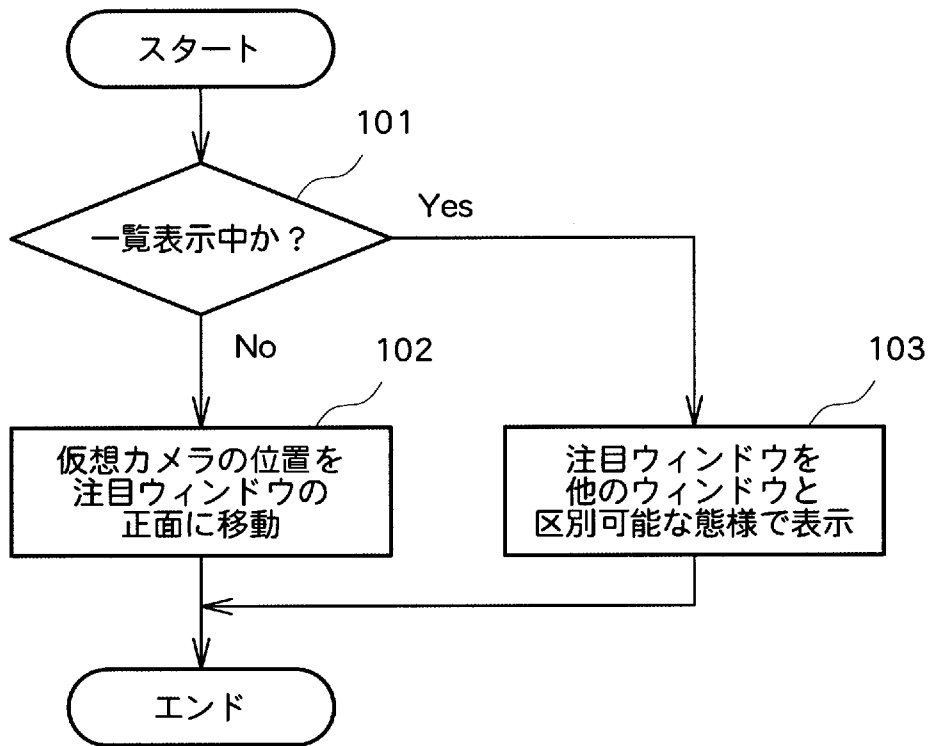 スタート
101
一覧表示中か？
Yes
No
102
103
仮想カメラの位置を
注目ウィンドウの
正面に移動
注目ウィンドウを
他のウィンドウと
区別可能な態様で表示
エンド